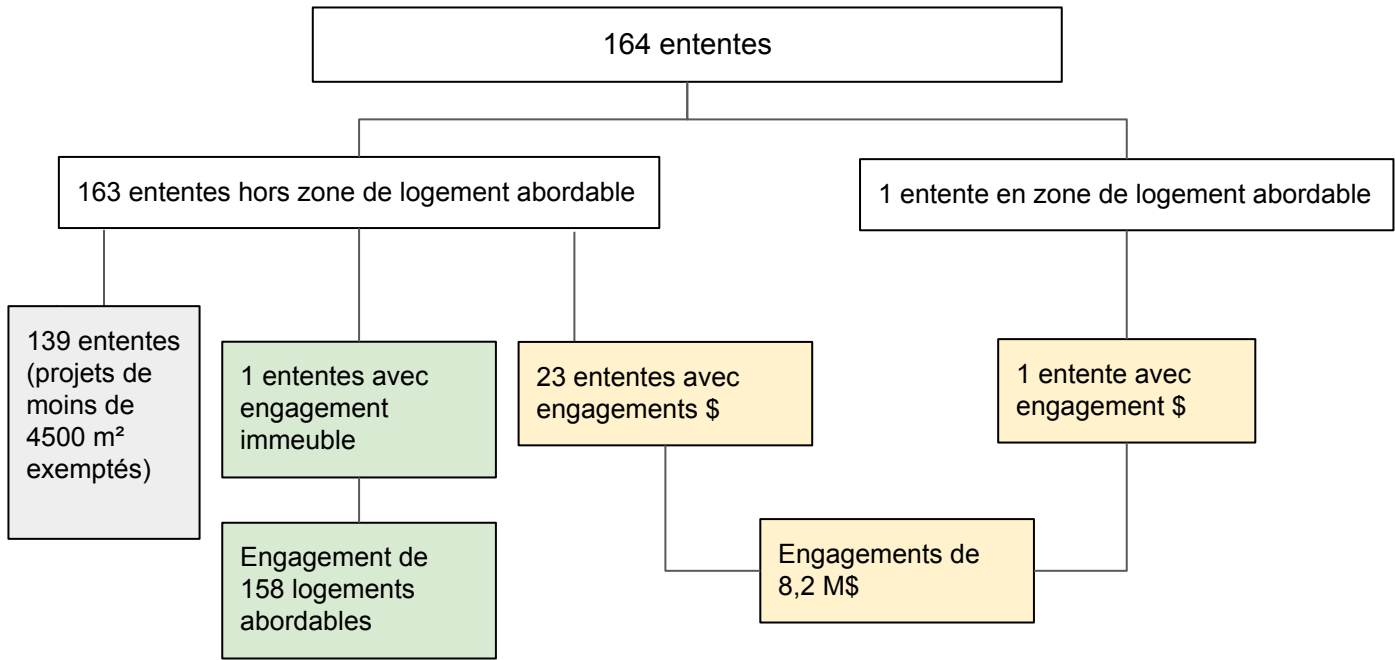 164 ententes
163 ententes hors zone de logement abordable
1 entente en zone de logement abordable
139 ententes
(projets de
moins de
4500 m²
exemptés)
1 ententes avec
engagement
immeuble
23 ententes avec
engagements $
1 entente avec
engagement $
Engagement de
158 logements
abordables
Engagements de
8,2 M$